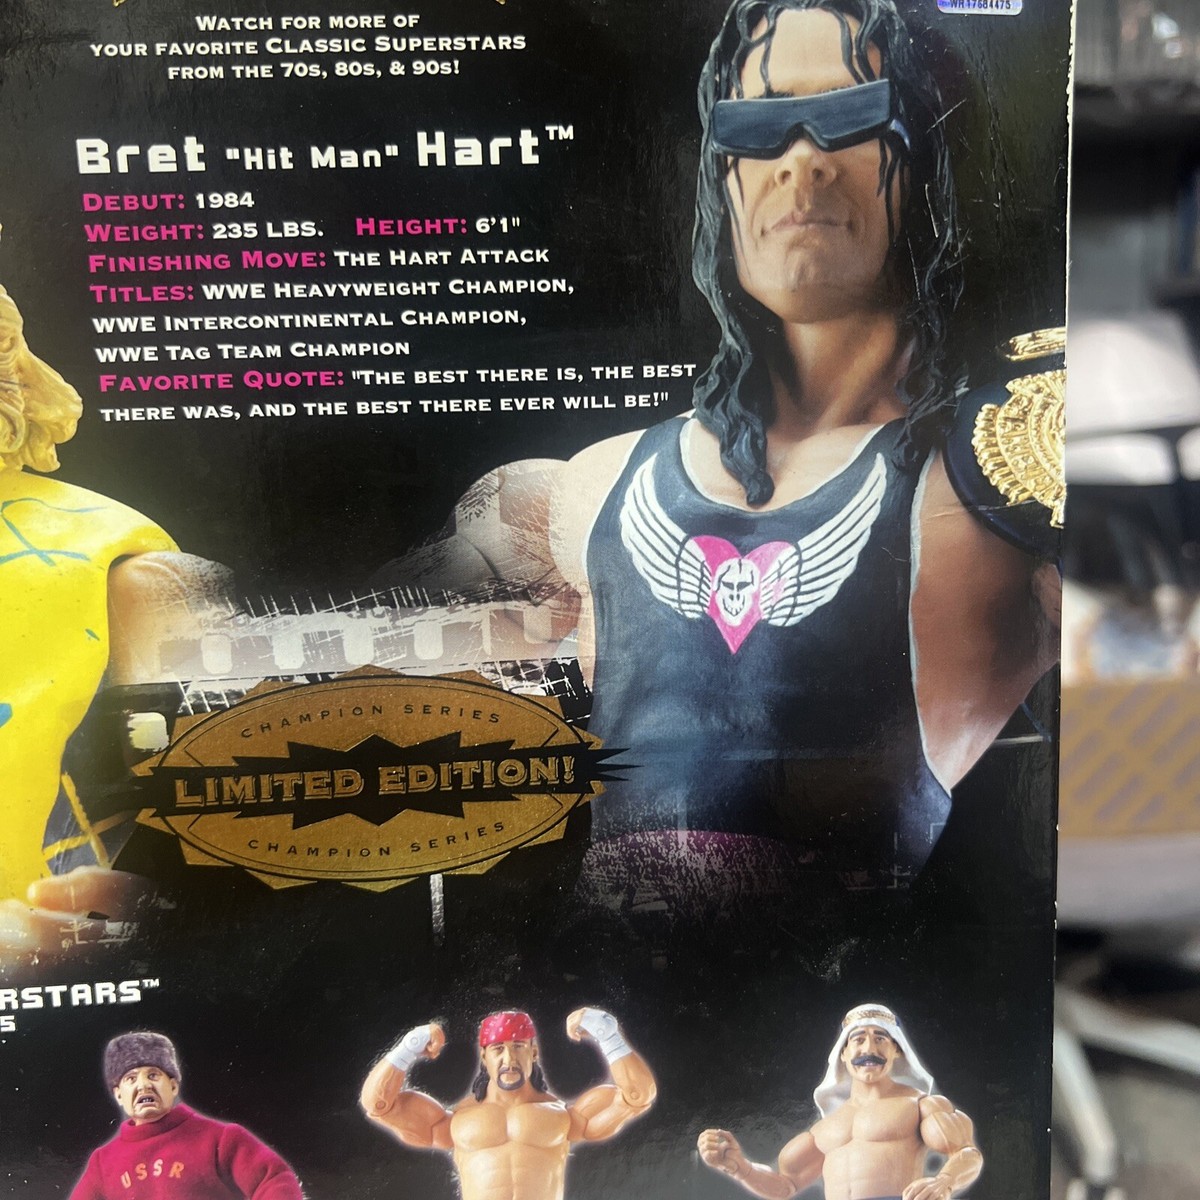 WATCH FOR MORE OF
YOUR FAVORITE CLASSIC SUPERSTARS
FROM THE 70S, 80S, & 90S!
WR17684475
Bret "Hit Man" Hart™
DEBUT: 1984
WEIGHT: 235 LBS. HEIGHT: 6'1"
FINISHING MOVE: THE HART ATTACK
TITLES: WWE HEAVYWEIGHT CHAMPION,
WWE INTERCONTINENTAL CHAMPION,
WWE TAG TEAM CHAMPION
FAVORITE QUOTE: "THE BEST THERE IS, THE BEST
THERE WAS, AND THE BEST THERE EVER WILL BE!"
CHAMPION SERIES
LIMITED EDITION!
CHAMPION SERIES
RSTARS™
S
USSR